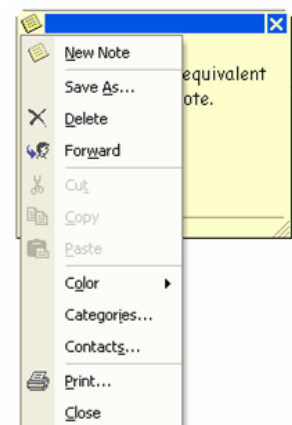 New Note
Save As...
equivalent
ote.
Delete
Forward
Cut
Copy
Paste
Color
Categories...
Contacts...
Print...
Close